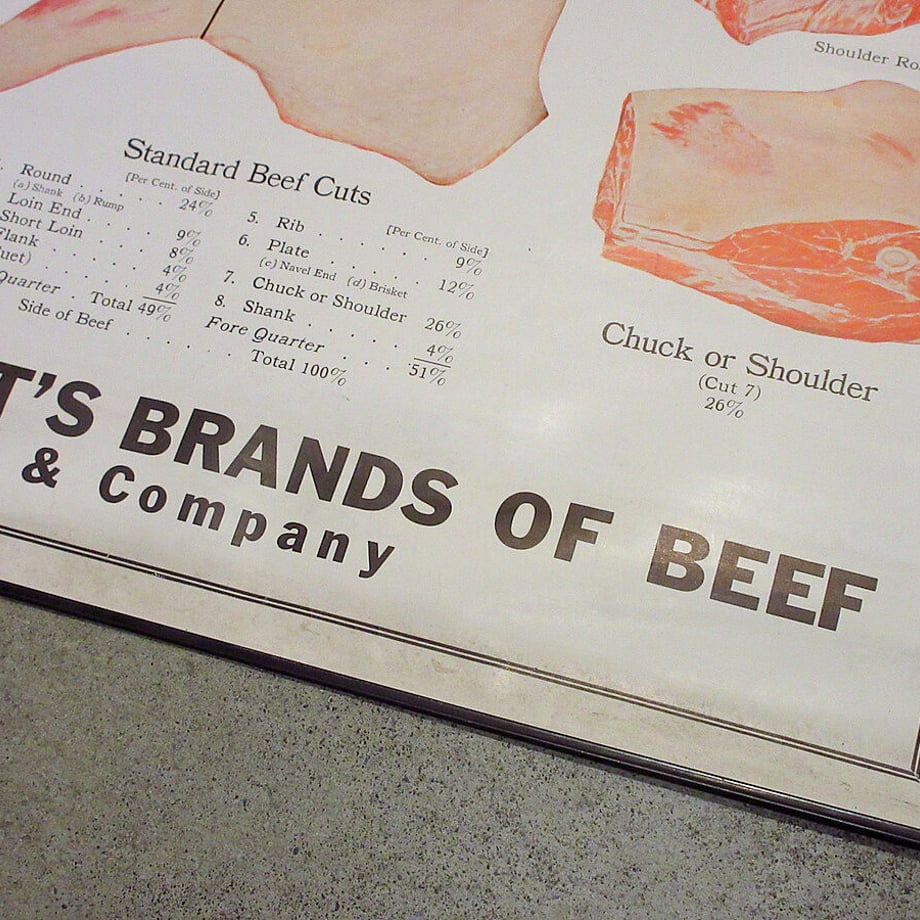 Shoulder Ro
Standard Beef Cuts
[Per Cent. of Side]
Round . . . . . 24%
(a) Shank (b) Rump
Loin End . . . . . 9%
Short Loin . . . . 8%
Flank . . . . . 4%
uet) . . . . . 4%
Quarter . Total 49%
Side of Beef . . . . . . . Total 100%
[Per Cent. of Side]
5. Rib . . . . . . 9%
6. Plate . . . . . 12%
(c) Navel End (d) Brisket
7. Chuck or Shoulder 26%
8. Shank . . . . . 4%
Fore Quarter . . . 51%
Chuck or Shoulder
(Cut 7)
26%
T'S BRANDS OF BEEF
& Company